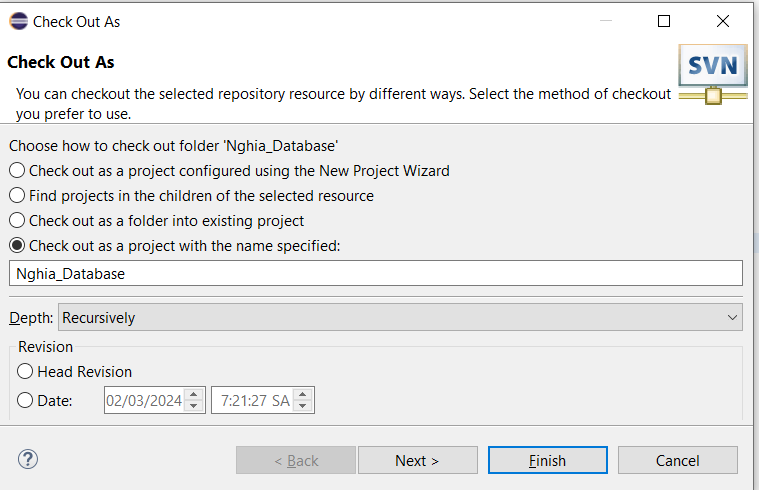 Check Out As
Check Out As
SVN
You can checkout the selected repository resource by different ways. Select the method of checkout
you prefer to use.
Choose how to check out folder 'Nghia_Database'
Check out as a project configured using the New Project Wizard
Find projects in the children of the selected resource
Check out as a folder into existing project
Check out as a project with the name specified:
Nghia_Database
Depth: Recursively
Revision
Head Revision
Date: 02/03/2024 7:21:27 SA
? < Back Next > Finish Cancel